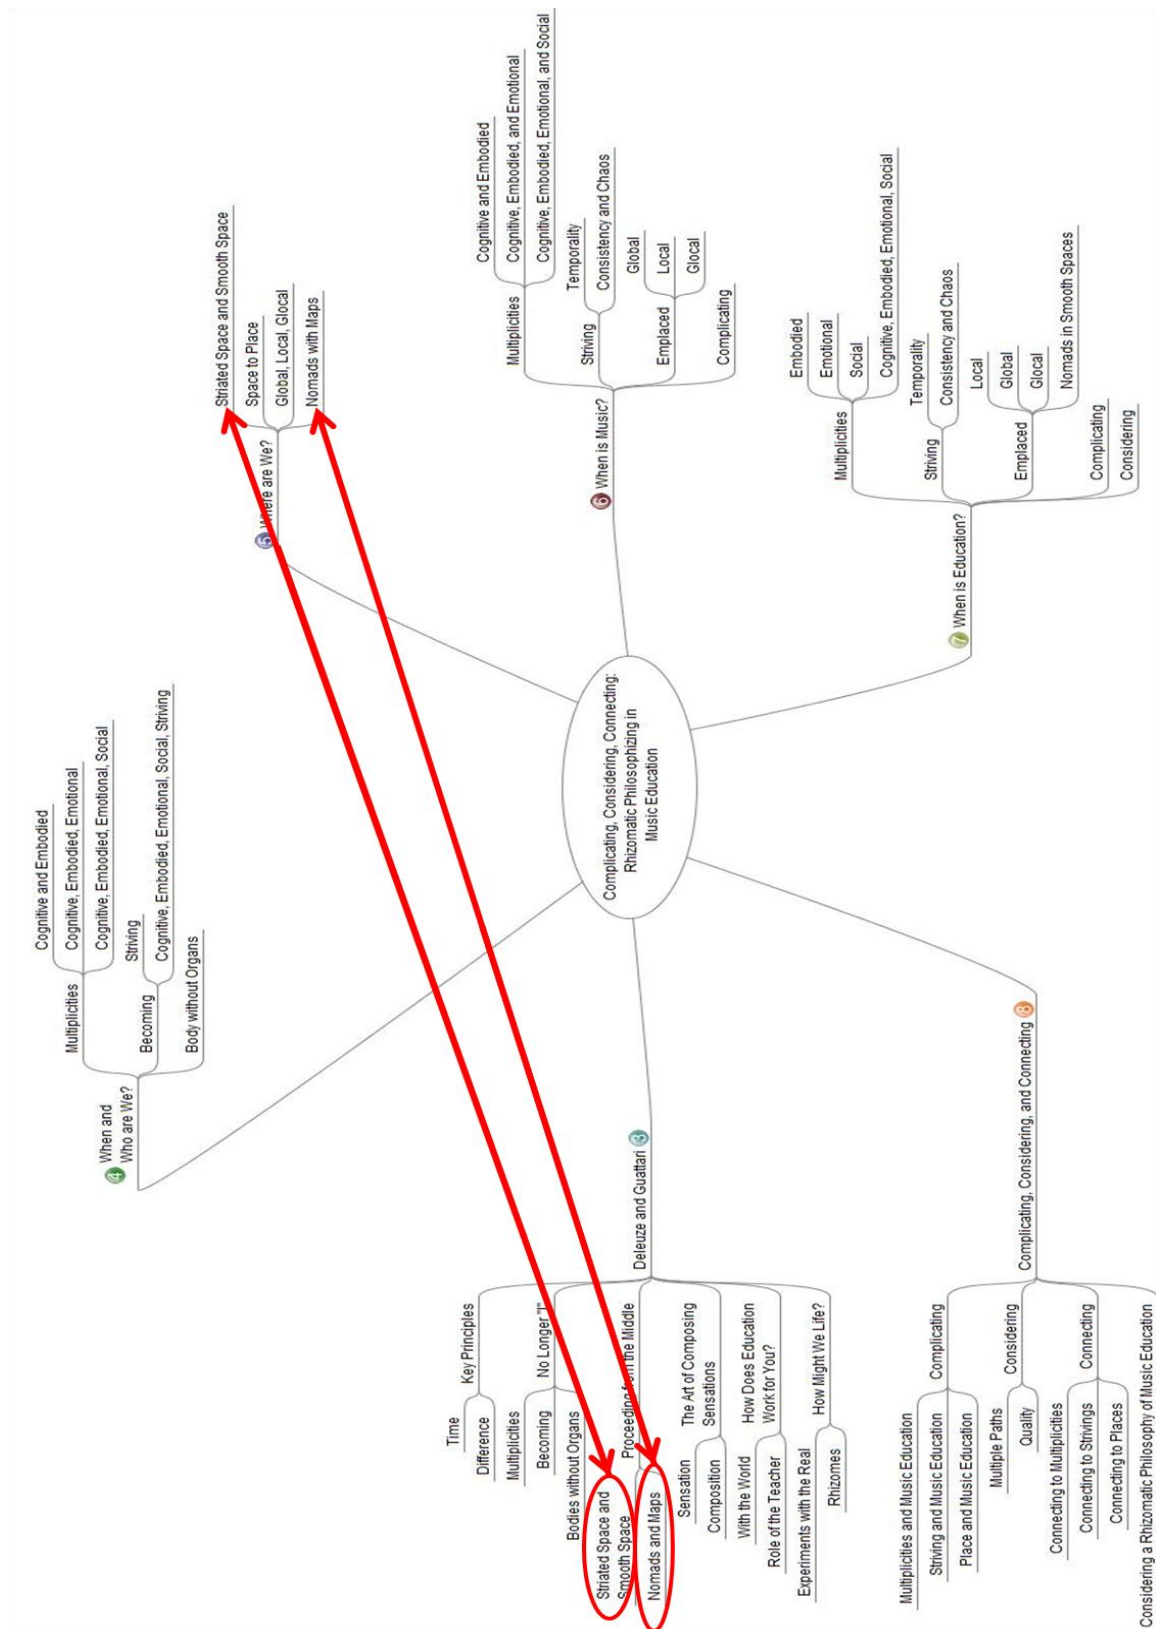 Complicating, Considering, Connecting:
Rhizomatic Philosophizing in
Music Education
Deleuze and Guattari
3
Key Principles
Time
Difference
No Longer "I"
Multiplicities
Becoming
Bodies without Organs
Proceeding from the Middle
Striated Space and
Smooth Space
Nomads and Maps
The Art of Composing
Sensations
Sensation
Composition
How Does Education
Work for You?
With the World
Role of the Teacher
How Might We Life?
Experiments with the Real
Rhizomes
4
When and
Who are We?
Multiplicities
Cognitive and Embodied
Cognitive, Embodied, Emotional
Cognitive, Embodied, Emotional, Social
Becoming
Striving
Cognitive, Embodied, Emotional, Social, Striving
Body without Organs
5
Where are We?
Striated Space and Smooth Space
Space to Place
Global, Local, Glocal
Nomads with Maps
6
When is Music?
Multiplicities
Cognitive and Embodied
Cognitive, Embodied, and Emotional
Cognitive, Embodied, Emotional, and Social
Striving
Temporality
Consistency and Chaos
Emplaced
Global
Local
Glocal
Complicating
7
When is Education?
Multiplicities
Embodied
Emotional
Social
Cognitive, Embodied, Emotional, Social
Striving
Temporality
Consistency and Chaos
Emplaced
Local
Global
Glocal
Nomads in Smooth Spaces
Complicating
Considering
Complicating, Considering, and Connecting
8
Complicating
Multiplicities and Music Education
Striving and Music Education
Place and Music Education
Considering
Multiple Paths
Quality
Connecting
Connecting to Multiplicities
Connecting to Strivings
Connecting to Places
Considering a Rhizomatic Philosophy of Music Education